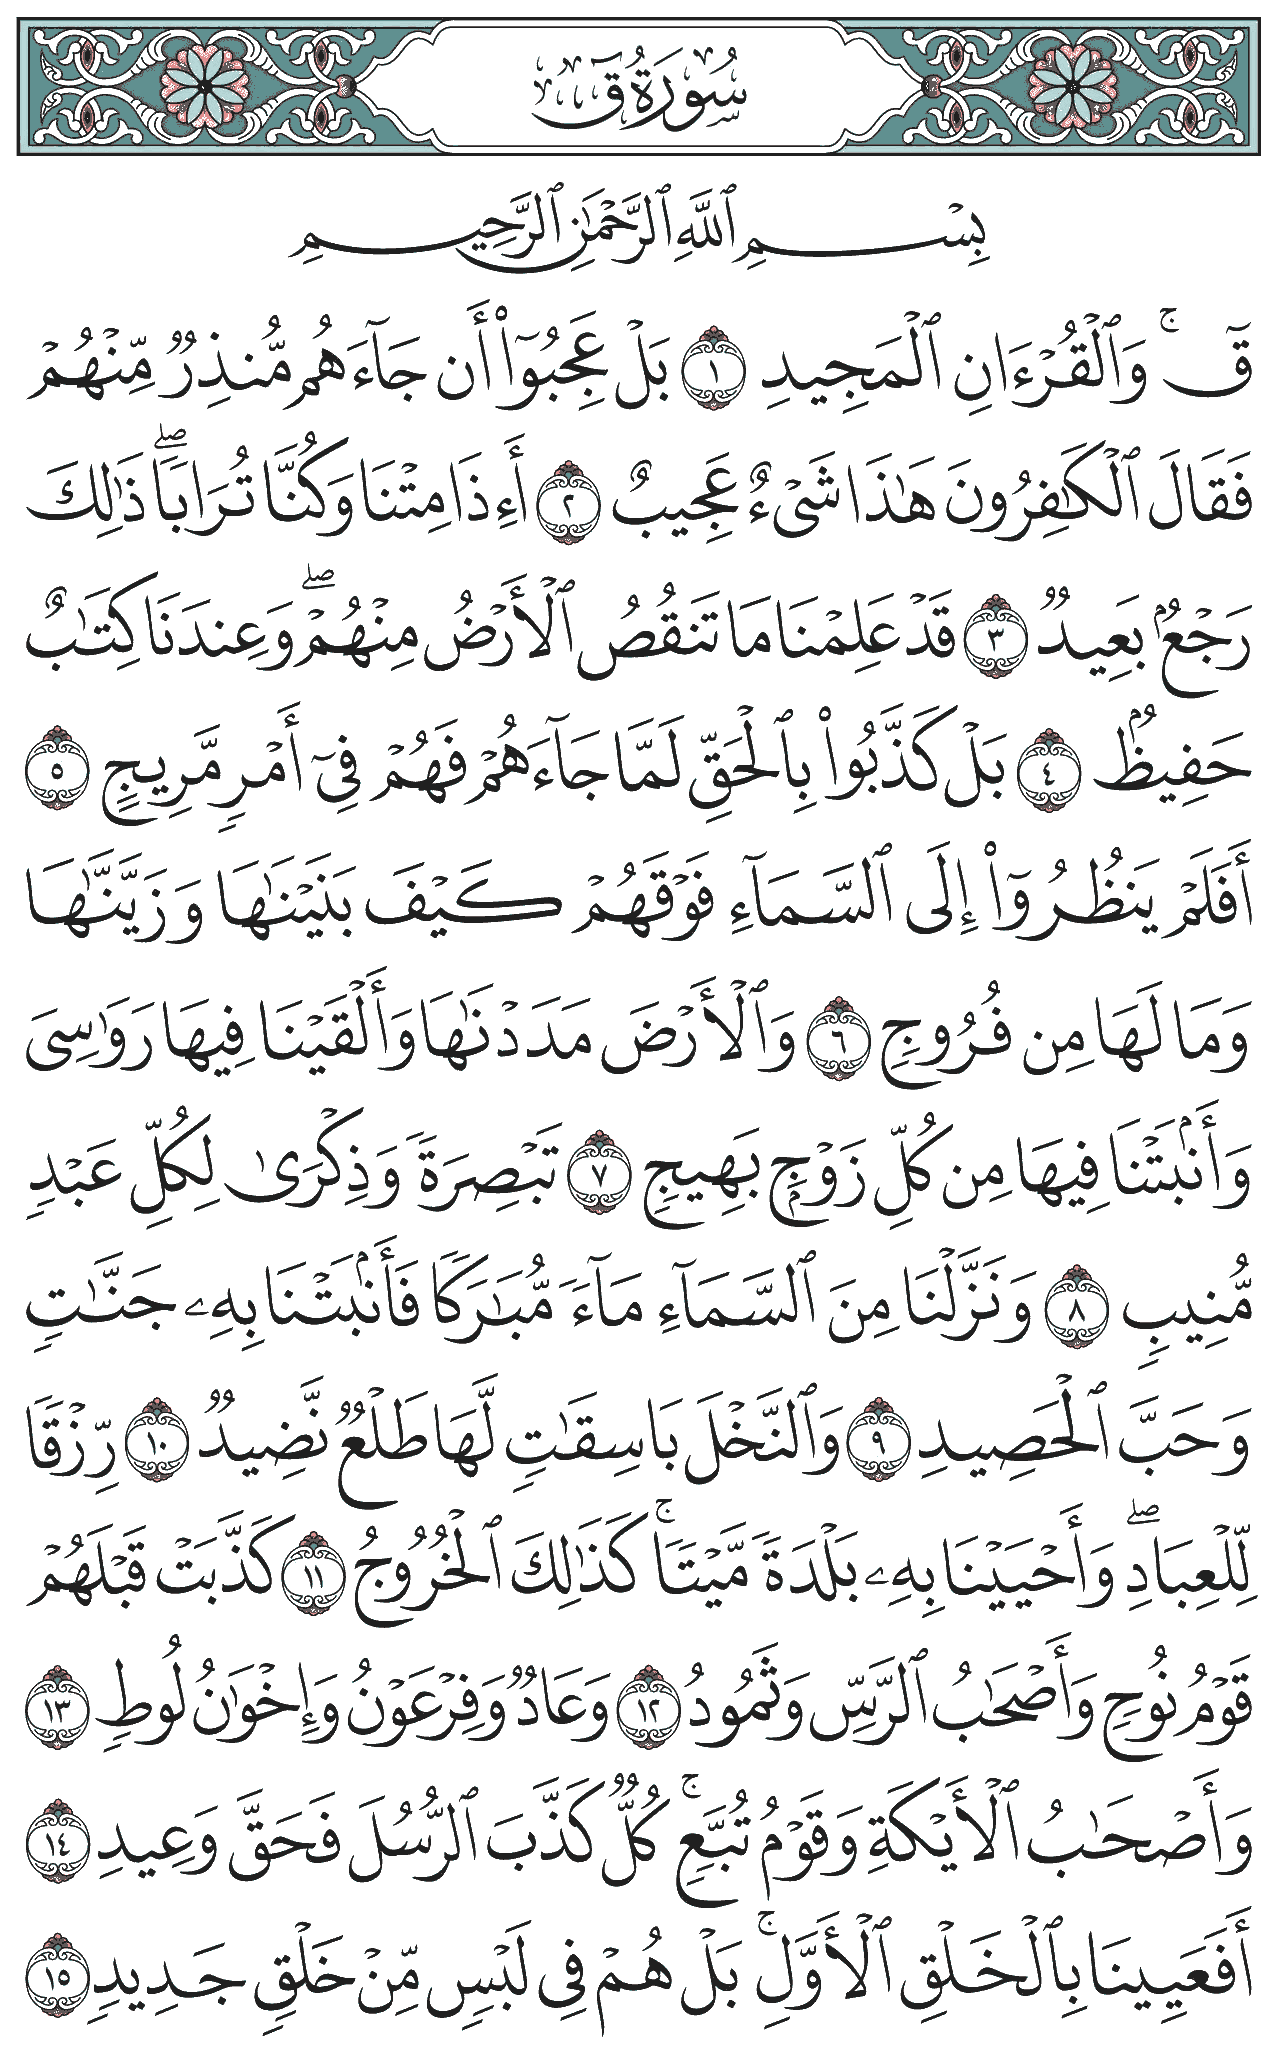 سُورَةُ قٓ
بِسْمِ ٱللَّهِ ٱلرَّحْمَـٰنِ ٱلرَّحِيمِ
قٓ ۚ وَٱلْقُرْءَانِ ٱلْمَجِيدِ ١ بَلْ عَجِبُوٓا۟ أَن جَآءَهُم مُّنذِرٌ مِّنْهُمْ
فَقَالَ ٱلْكَـٰفِرُونَ هَـٰذَا شَىْءٌ عَجِيبٌ ٢ أَءِذَا مِتْنَا وَكُنَّا تُرَابًا ۖ ذَٰلِكَ
رَجْعٌۢ بَعِيدٌ ٣ قَدْ عَلِمْنَا مَا تَنقُصُ ٱلْأَرْضُ مِنْهُمْ ۖ وَعِندَنَا كِتَـٰبٌ
حَفِيظٌۢ ٤ بَلْ كَذَّبُوا۟ بِٱلْحَقِّ لَمَّا جَآءَهُمْ فَهُمْ فِىٓ أَمْرٍ مَّرِيجٍ ٥
أَفَلَمْ يَنظُرُوٓا۟ إِلَى ٱلسَّمَآءِ فَوْقَهُمْ كَيْفَ بَنَيْنَـٰهَا وَزَيَّنَّـٰهَا
وَمَا لَهَا مِن فُرُوجٍ ٦ وَٱلْأَرْضَ مَدَدْنَـٰهَا وَأَلْقَيْنَا فِيهَا رَوَٰسِىَ
وَأَنۢبَتْنَا فِيهَا مِن كُلِّ زَوْجٍۭ بَهِيجٍ ٧ تَبْصِرَةً وَذِكْرَىٰ لِكُلِّ عَبْدٍ
مُّنِيبٍ ٨ وَنَزَّلْنَا مِنَ ٱلسَّمَآءِ مَآءً مُّبَـٰرَكًا فَأَنۢبَتْنَا بِهِۦ جَنَّـٰتٍ
وَحَبَّ ٱلْحَصِيدِ ٩ وَٱلنَّخْلَ بَاسِقَـٰتٍ لَّهَا طَلْعٌ نَّضِيدٌ ١٠ رِّزْقًا
لِّلْعِبَادِ ۖ وَأَحْيَيْنَا بِهِۦ بَلْدَةً مَّيْتًا ۚ كَذَٰلِكَ ٱلْخُرُوجُ ١١ كَذَّبَتْ قَبْلَهُمْ
قَوْمُ نُوحٍ وَأَصْحَـٰبُ ٱلرَّسِّ وَثَمُودُ ١٢ وَعَادٌ وَفِرْعَوْنُ وَإِخْوَٰنُ لُوطٍ ١٣
وَأَصْحَـٰبُ ٱلْأَيْكَةِ وَقَوْمُ تُبَّعٍ ۚ كُلٌّ كَذَّبَ ٱلرُّسُلَ فَحَقَّ وَعِيدِ ١٤
أَفَعَيِينَا بِٱلْخَلْقِ ٱلْأَوَّلِ ۚ بَلْ هُمْ فِى لَبْسٍ مِّنْ خَلْقٍ جَدِيدٍ ١٥